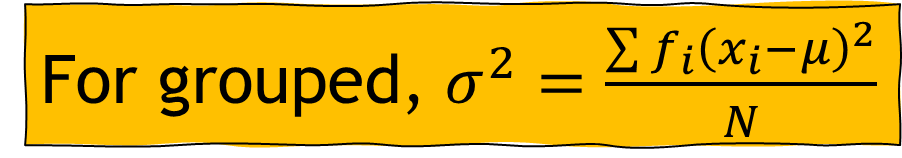 For grouped, σ² = ∑ fᵢ(xᵢ−μ)² / N